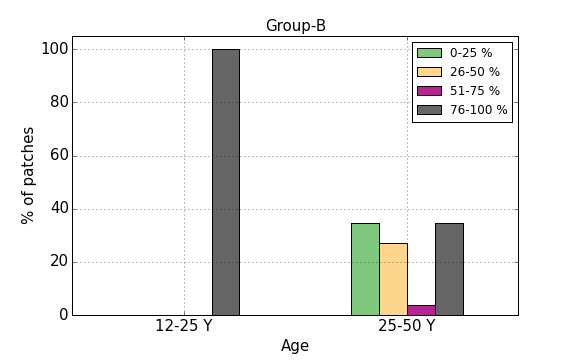 Group-B
100
80
60
40
20
0
% of patches
0-25 %
26-50 %
51-75 %
76-100 %
12-25 Y
25-50 Y
Age